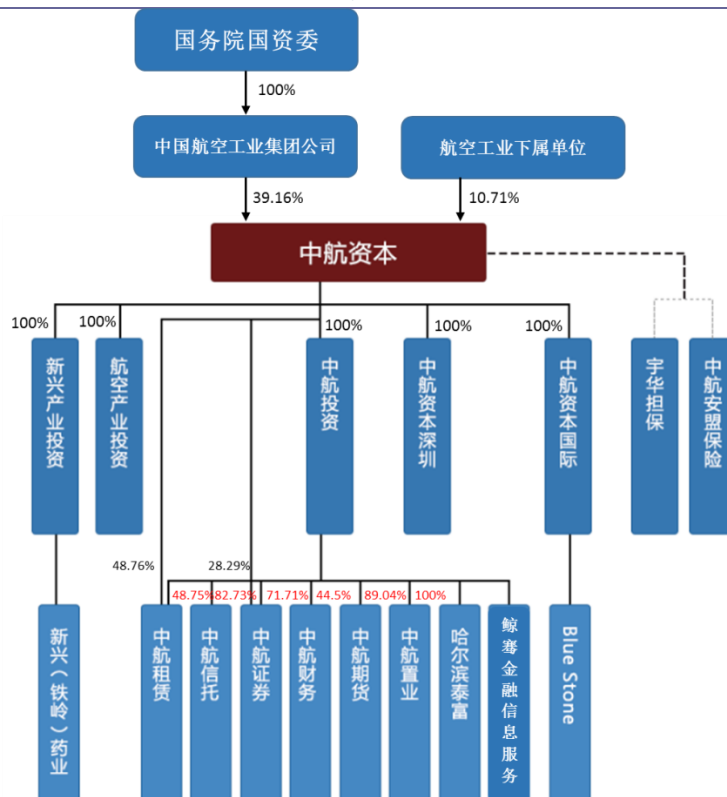 国务院国资委
100%
中国航空工业集团公司
航空工业下属单位
39.16%
10.71%
中航资本
100%
100%
100%
100%
100%
新兴产业投资
航空产业投资
中航投资
中航资本深圳
中航资本国际
宇华担保
中航安盟保险
48.76%
28.29%
48.75%
82.73%
71.71%
44.5%
89.04%
100%
新兴（铁岭）药业
中航租赁
中航信托
中航证券
中航财务
中航期货
中航置业
哈尔滨泰富
鲸骞金融信息服务
Blue Stone